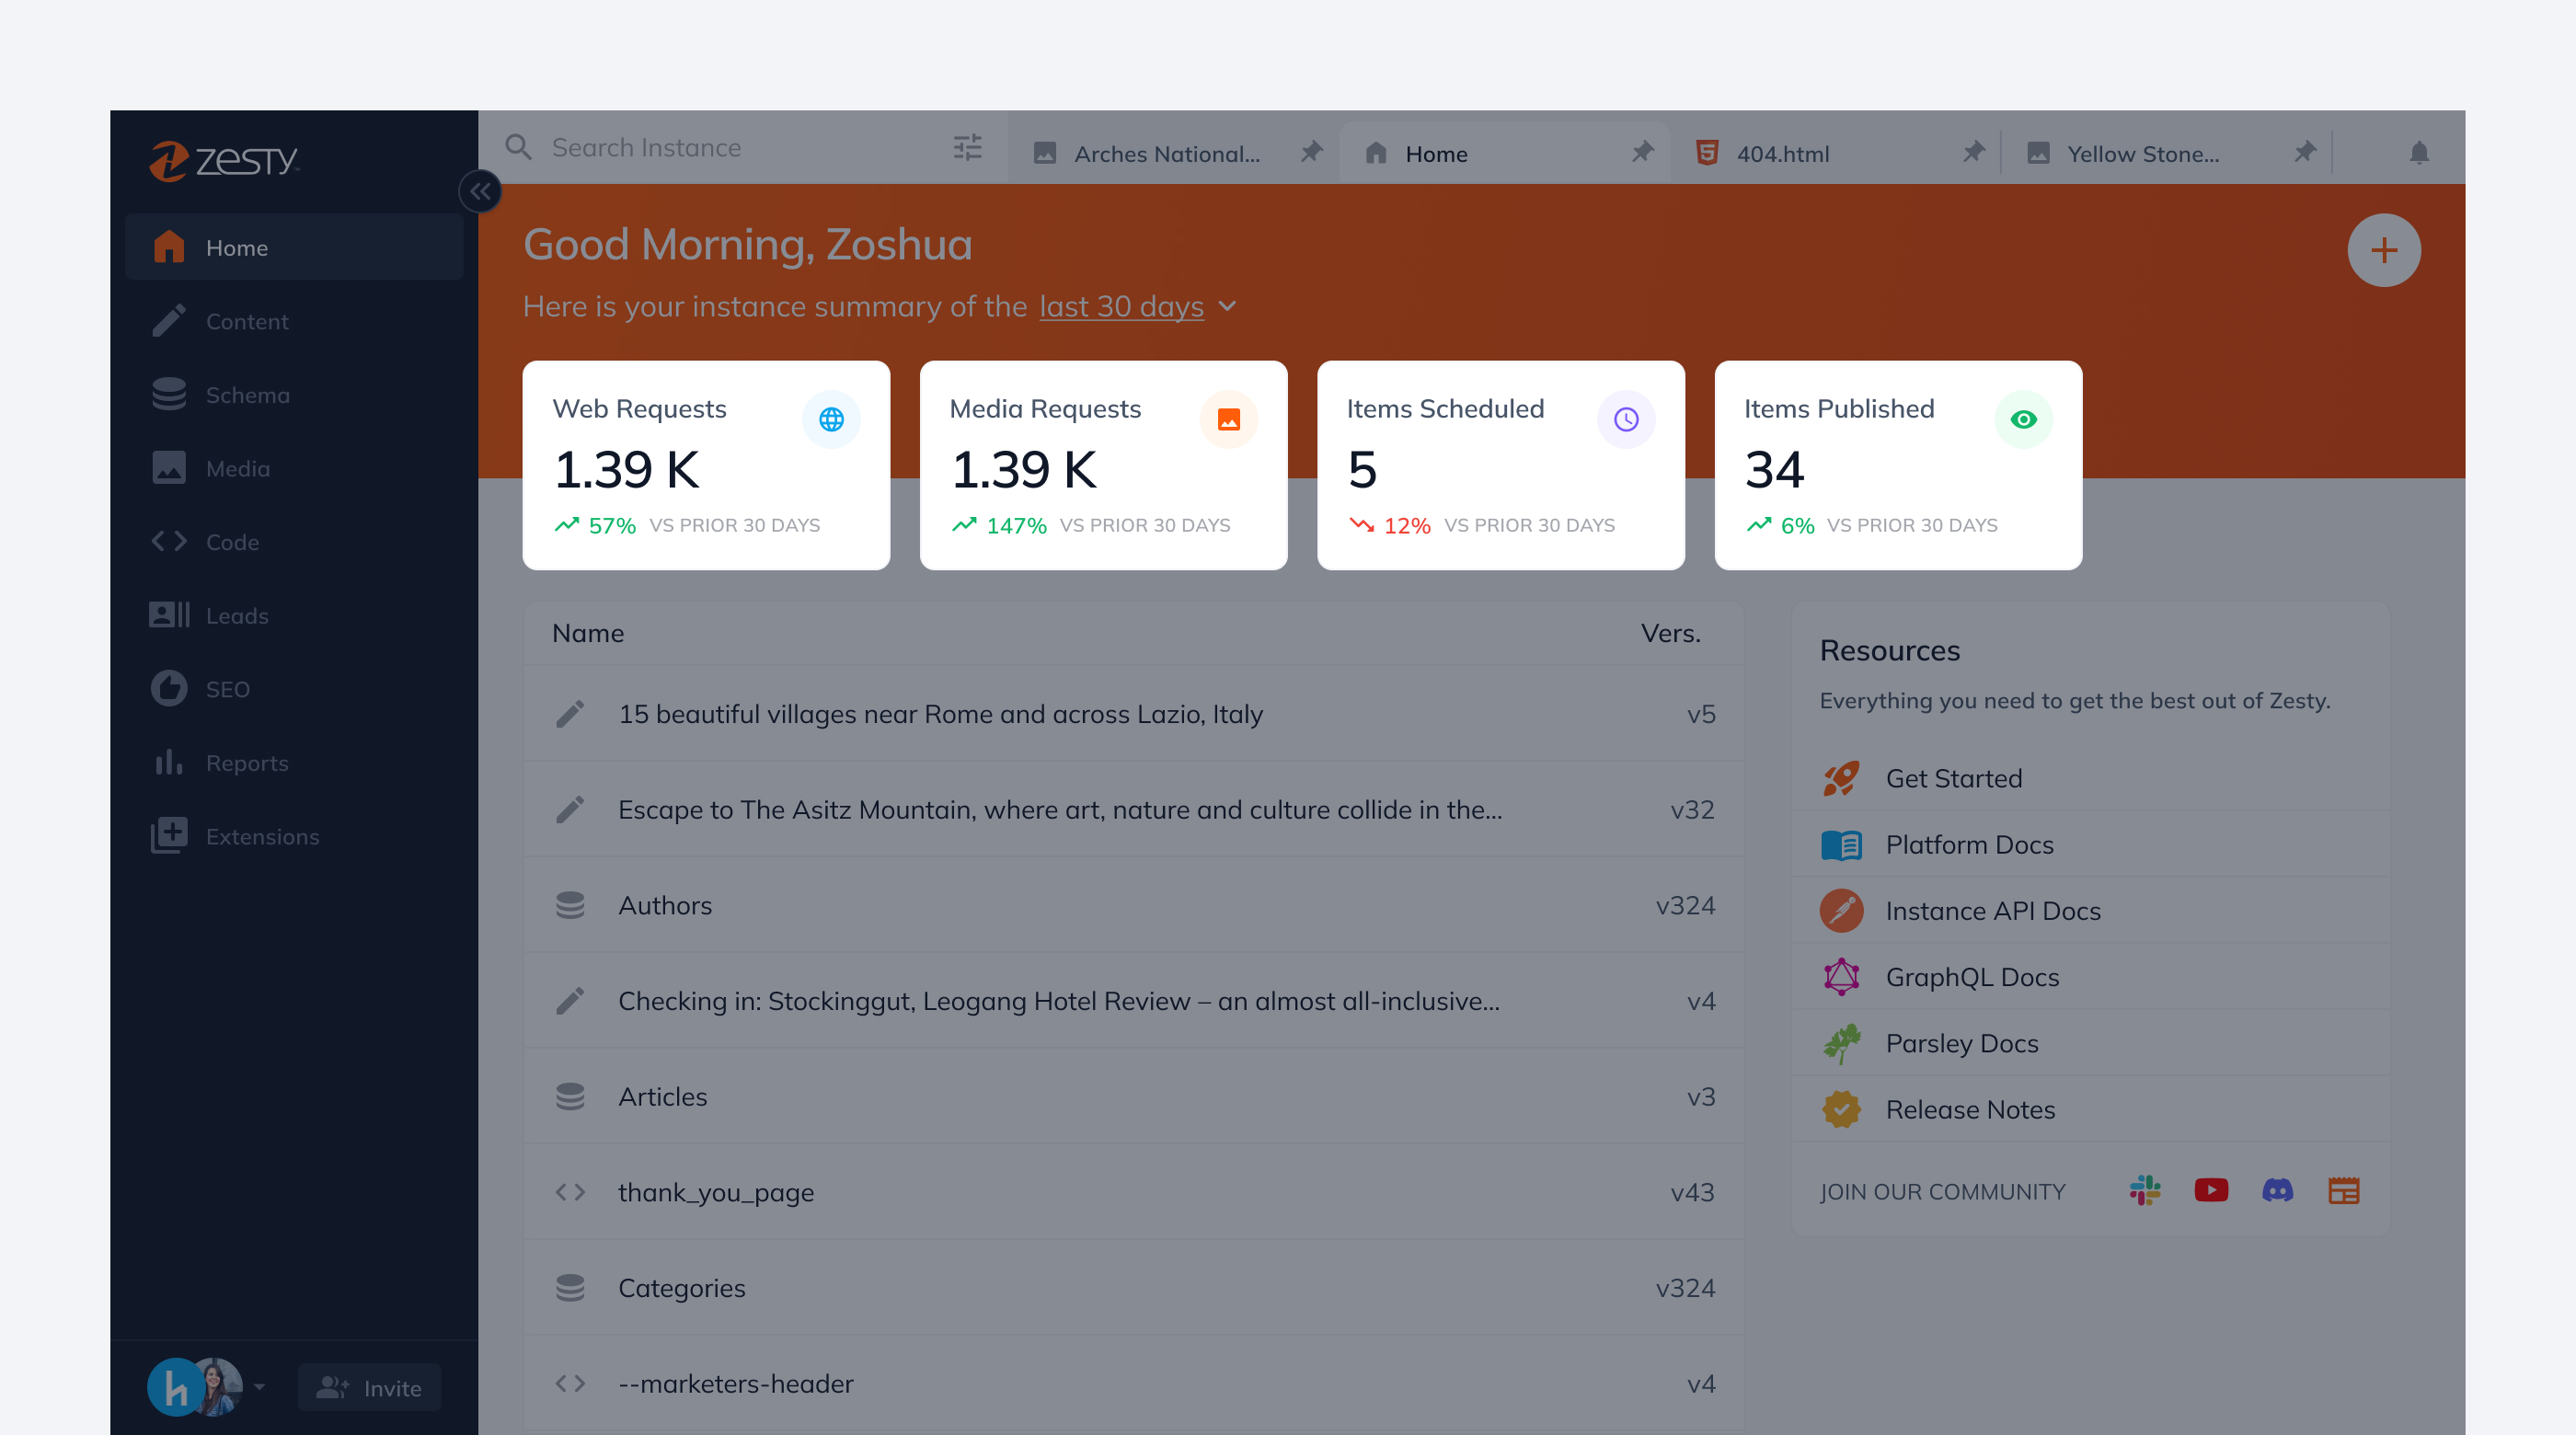 zesty
Search Instance
Arches National...
Home
404.html
Yellow Stone...
Home
Content
Schema
Media
Code
Leads
SEO
Reports
Extensions
Invite
Good Morning, Zoshua
Here is your instance summary of the last 30 days
Web Requests
1.39 K
57% VS PRIOR 30 DAYS
Media Requests
1.39 K
147% VS PRIOR 30 DAYS
Items Scheduled
5
12% VS PRIOR 30 DAYS
Items Published
34
6% VS PRIOR 30 DAYS
Name Vers.
15 beautiful villages near Rome and across Lazio, Italy v5
Escape to The Asitz Mountain, where art, nature and culture collide in the... v32
Authors v324
Checking in: Stockinggut, Leogang Hotel Review – an almost all-inclusive... v4
Articles v3
thank_you_page v43
Categories v324
--marketers-header v4
Resources
Everything you need to get the best out of Zesty.
Get Started
Platform Docs
Instance API Docs
GraphQL Docs
Parsley Docs
Release Notes
JOIN OUR COMMUNITY